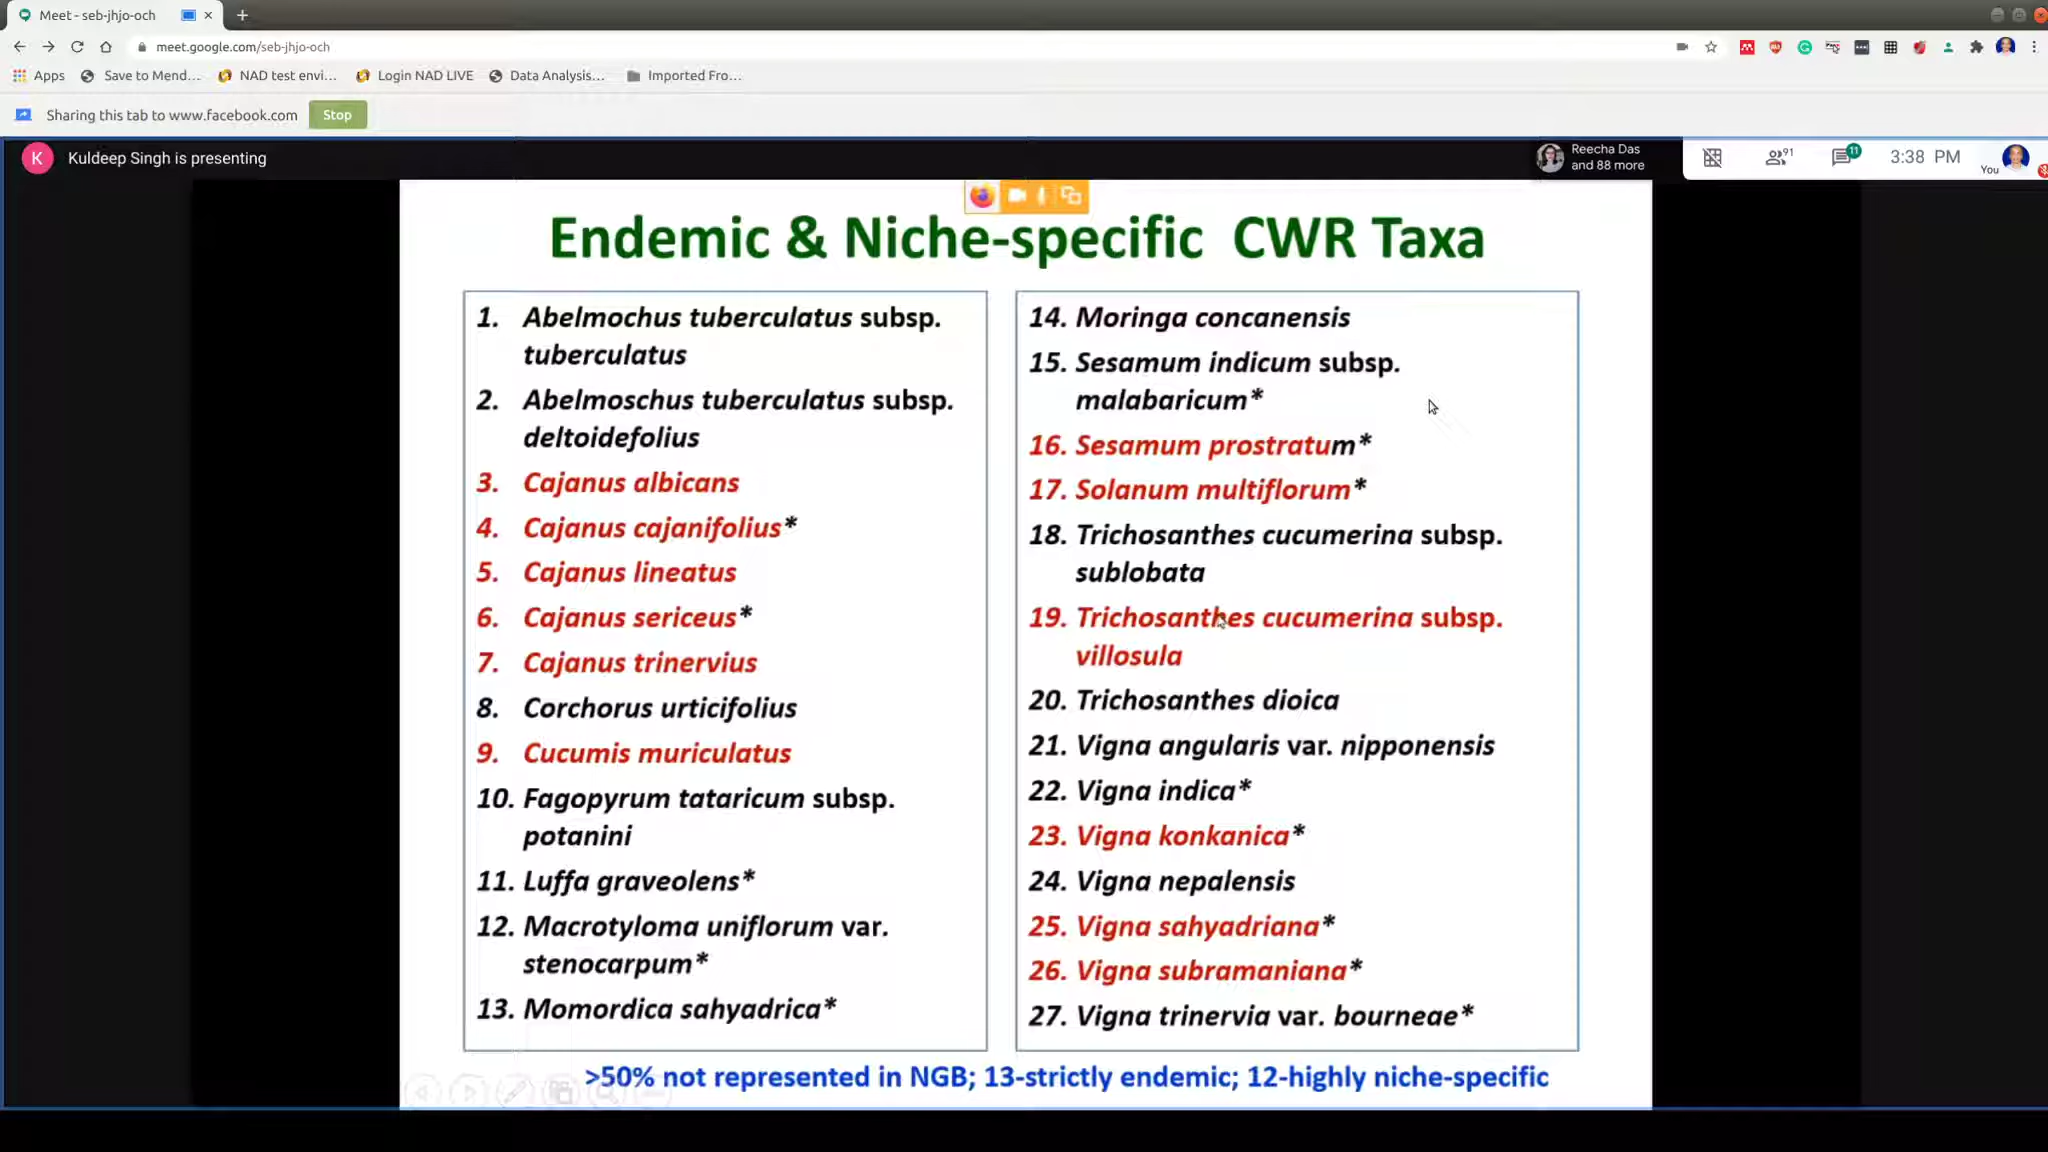 Meet - seb-jhjo-och
meet.google.com/seb-jhjo-och
Apps Save to Mend... NAD test envi... Login NAD LIVE Data Analysis... Imported Fro...
Sharing this tab to www.facebook.com Stop
K Kuldeep Singh is presenting
Reecha Das
and 88 more
91
11
3:38 PM
You
Endemic & Niche-specific CWR Taxa
1. Abelmochus tuberculatus subsp.
tuberculatus
2. Abelmoschus tuberculatus subsp.
deltoidefolius
3. Cajanus albicans
4. Cajanus cajanifolius*
5. Cajanus lineatus
6. Cajanus sericeus*
7. Cajanus trinervius
8. Corchorus urticifolius
9. Cucumis muriculatus
10. Fagopyrum tataricum subsp.
potanini
11. Luffa graveolens*
12. Macrotyloma uniflorum var.
stenocarpum*
13. Momordica sahyadrica*
14. Moringa concanensis
15. Sesamum indicum subsp.
malabaricum*
16. Sesamum prostratum*
17. Solanum multiflorum*
18. Trichosanthes cucumerina subsp.
sublobata
19. Trichosanthes cucumerina subsp.
villosula
20. Trichosanthes dioica
21. Vigna angularis var. nipponensis
22. Vigna indica*
23. Vigna konkanica*
24. Vigna nepalensis
25. Vigna sahyadriana*
26. Vigna subramaniana*
27. Vigna trinervia var. bourneae*
>50% not represented in NGB; 13-strictly endemic; 12-highly niche-specific